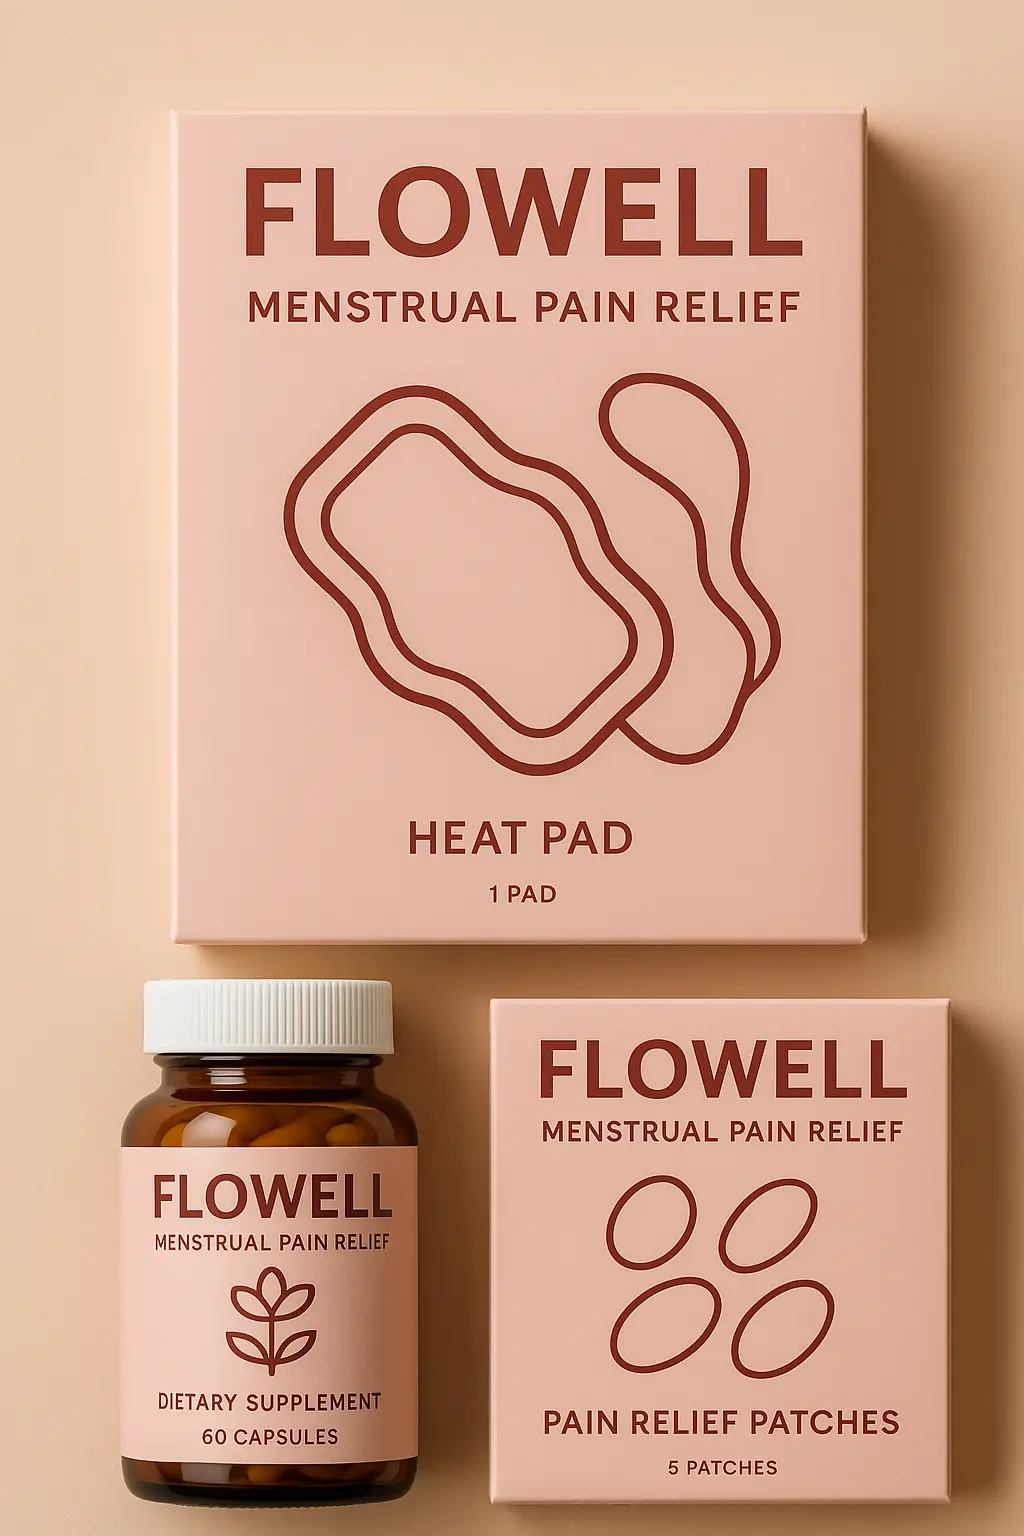 FLOWELL
MENSTRUAL PAIN RELIEF
HEAT PAD
1 PAD
FLOWELL
MENSTRUAL PAIN RELIEF
DIETARY SUPPLEMENT
60 CAPSULES
FLOWELL
MENSTRUAL PAIN RELIEF
PAIN RELIEF PATCHES
5 PATCHES